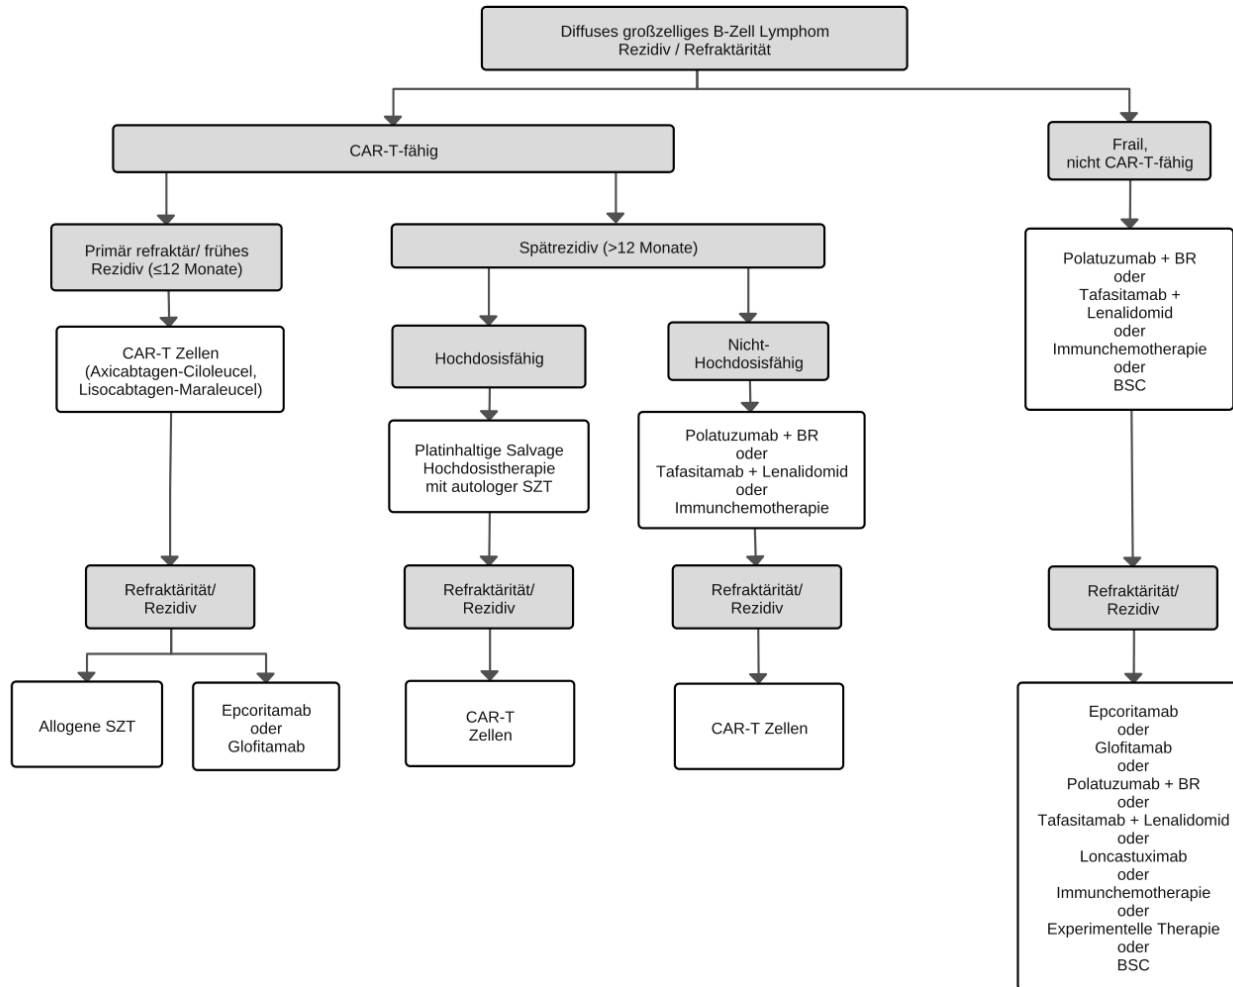 Diffuses großzelliges B-Zell Lymphom
Rezidiv / Refraktärität
CAR-T-fähig
Frail,
nicht CAR-T-fähig
Primär refraktär/ frühes
Rezidiv (≤12 Monate)
Spätrezidiv (>12 Monate)
CAR-T Zellen
(Axicabtagen-Ciloleucel,
Lisocabtagen-Maraleucel)
Hochdosisfähig
Nicht-
Hochdosisfähig
Polatuzumab + BR
oder
Tafasitamab +
Lenalidomid
oder
Immunchemotherapie
oder
BSC
Platinhaltige Salvage
Hochdosistherapie
mit autologer SZT
Polatuzumab + BR
oder
Tafasitamab + Lenalidomid
oder
Immunchemotherapie
Refraktärität/
Rezidiv
Refraktärität/
Rezidiv
Refraktärität/
Rezidiv
Refraktärität/
Rezidiv
Allogene SZT
Epcoritamab
oder
Glofitamab
CAR-T
Zellen
CAR-T Zellen
Epcoritamab
oder
Glofitamab
oder
Polatuzumab + BR
oder
Tafasitamab + Lenalidomid
oder
Loncastuximab
oder
Immunchemotherapie
oder
Experimentelle Therapie
oder
BSC